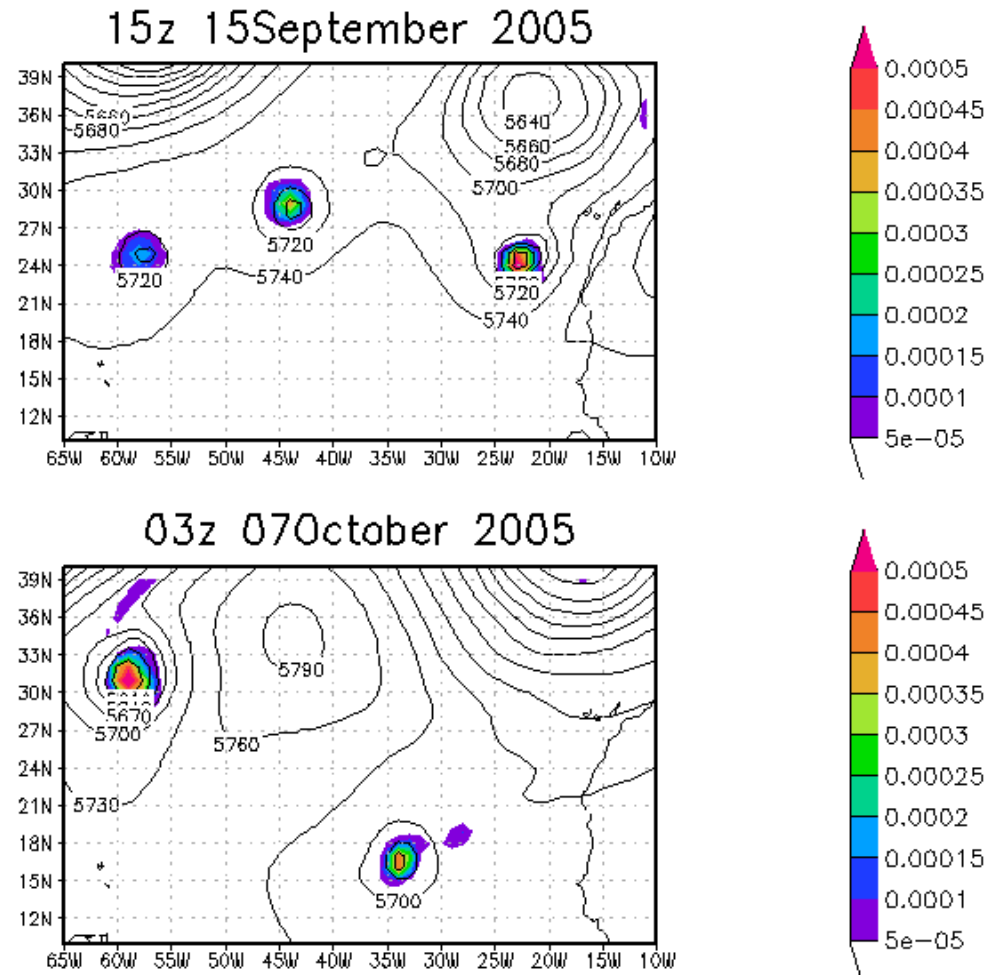 15z 15September 2005
39N
36N
33N
30N
27N
24N
21N
18N
15N
12N
65W 60W 55W 50W 45W 40W 35W 30W 25W 20W 15W 10W
5680
5640
5660
5680
5700
5720
5740
5720
5720
5740
0.0005
0.00045
0.0004
0.00035
0.0003
0.00025
0.0002
0.00015
0.0001
5e-05
03z 07October 2005
39N
36N
33N
30N
27N
24N
21N
18N
15N
12N
65W 60W 55W 50W 45W 40W 35W 30W 25W 20W 15W 10W
5790
5670
5700
5760
5730
5700
0.0005
0.00045
0.0004
0.00035
0.0003
0.00025
0.0002
0.00015
0.0001
5e-05